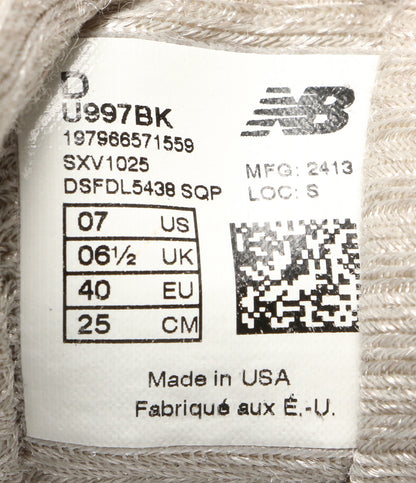 D
U997BK
197966571559
SXV1025
DSFDL5438 SQP
NB
MFG: 2413
LOC: S
07 US
06½ UK
40 EU
25 CM
Made in USA
Fabriqué aux É.-U.